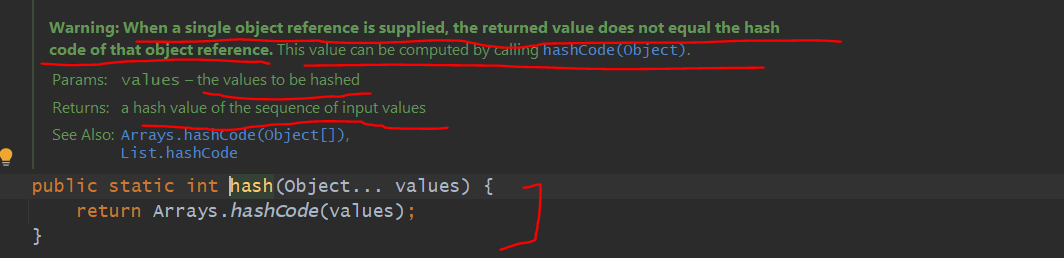 Warning: When a single object reference is supplied, the returned value does not equal the hash
code of that object reference. This value can be computed by calling hashCode(Object).
Params: values – the values to be hashed
Returns: a hash value of the sequence of input values
See Also: Arrays.hashCode(Object[]),
List.hashCode
public static int hash(Object... values) {
return Arrays.hashCode(values);
}